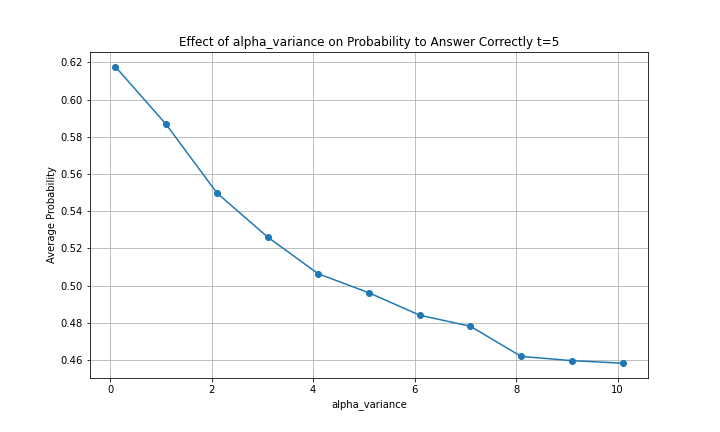 Effect of alpha_variance on Probability to Answer Correctly t=5
0.62
0.60
0.58
0.56
0.54
0.52
0.50
0.48
0.46
Average Probability
0 2 4 6 8 10
alpha_variance